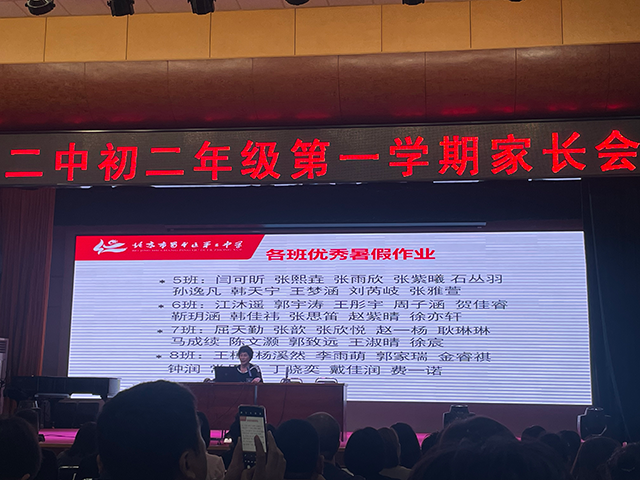 二中初二年级第一学期家长会
北京市昌平区第二中学
各班优秀暑假作业
5班：闫可昕 张熙垚 张雨欣 张紫曦 石丛羽
孙逸凡 韩天宁 王梦涵 刘芮岐 张雅萱
6班：江沐遥 郭宇涛 王彤宇 周子涵 贺佳睿
靳玥涵 韩佳祎 张思笛 赵紫晴 徐亦轩
7班：屈天勤 张歆 张欣悦 赵一杨 耿琳琳
马成续 陈文灏 郭致远 王淑晴 徐宸
8班：王 杨溪然 李雨萌 郭家瑞 金睿祺
钟润 丁晓奕 戴佳润 费一诺